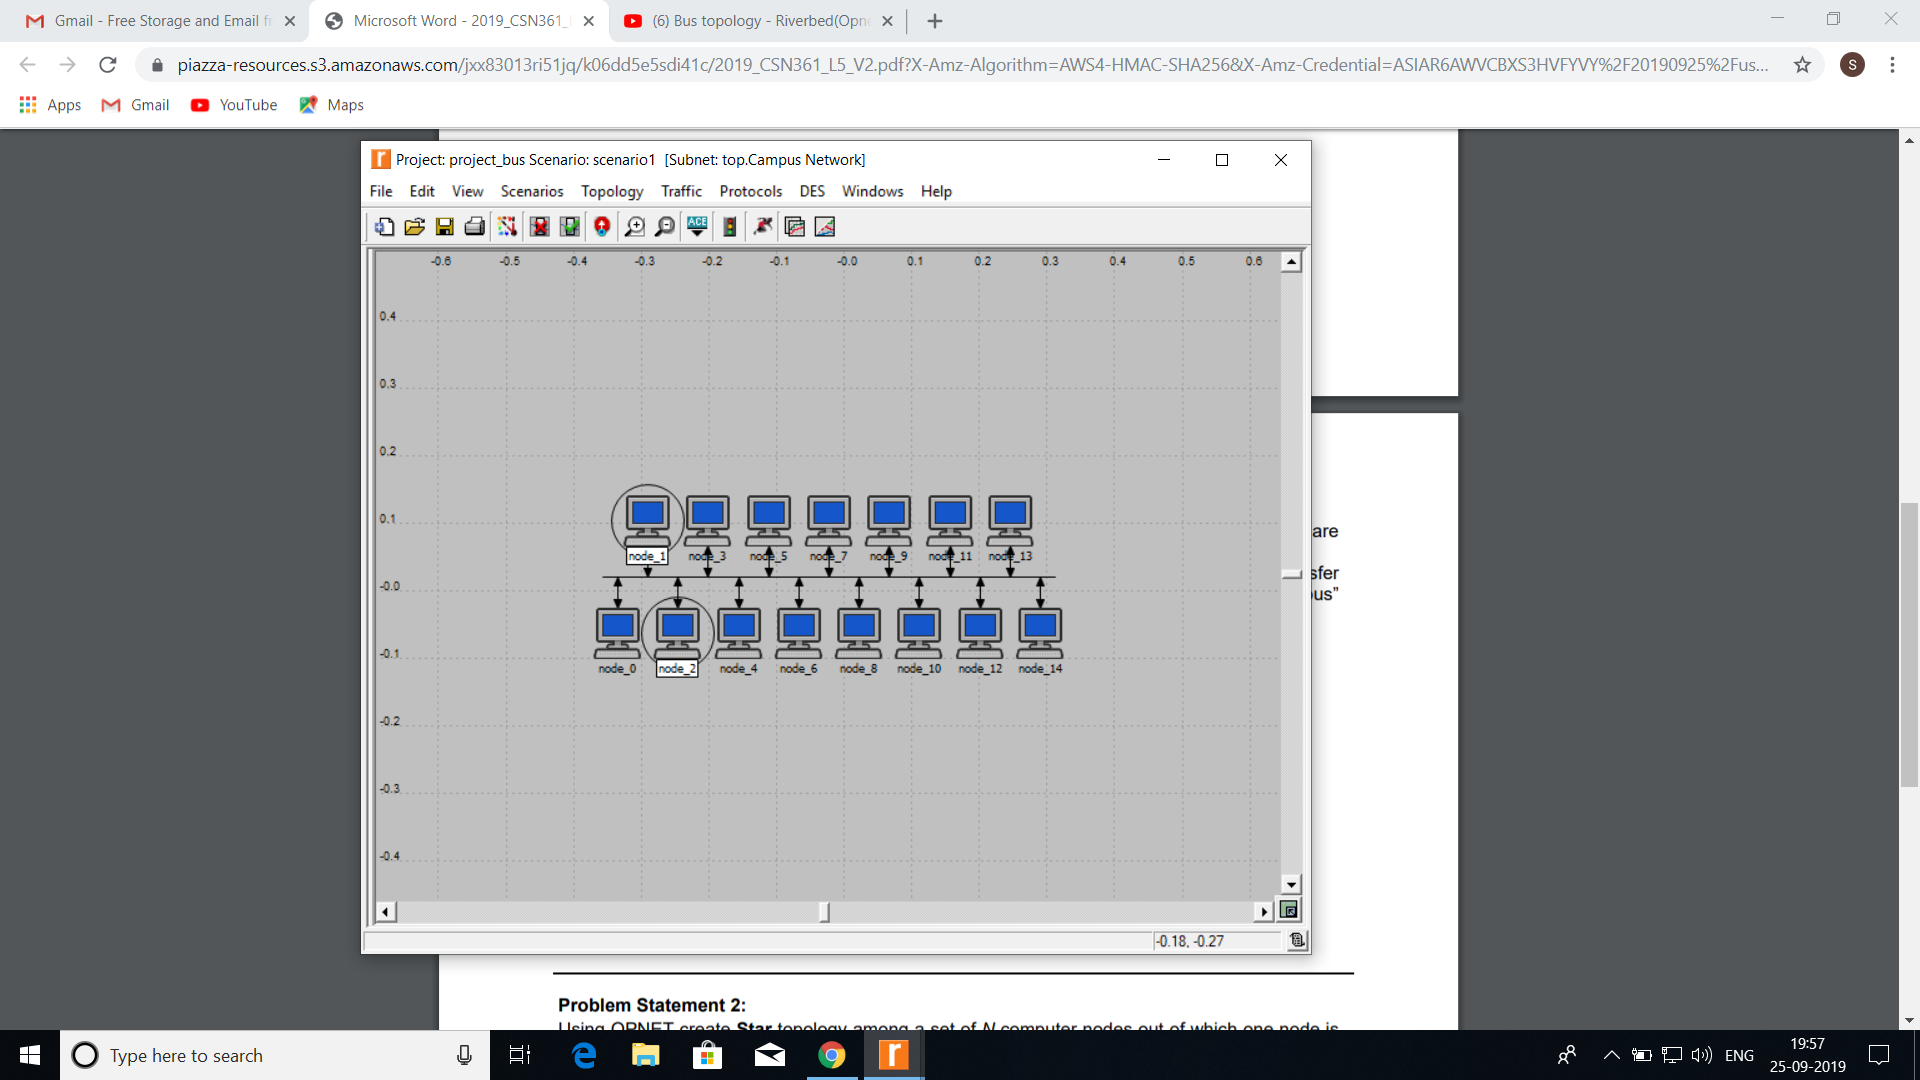 Gmail - Free Storage and Email f
Microsoft Word - 2019_CSN361_
(6) Bus topology - Riverbed(Opn
piazza-resources.s3.amazonaws.com/jxx83013ri51jq/k06dd5e5sdi41c/2019_CSN361_L5_V2.pdf?X-Amz-Algorithm=AWS4-HMAC-SHA256&X-Amz-Credential=ASIAR6AWVCBXS3HVFYVY%2F20190925%2Fus...
S
Apps Gmail YouTube Maps
Project: project_bus Scenario: scenario1 [Subnet: top.Campus Network]
File Edit View Scenarios Topology Traffic Protocols DES Windows Help
ACE
-0.6 -0.5 -0.4 -0.3 -0.2 -0.1 -0.0 0.1 0.2 0.3 0.4 0.5 0.6
0.4
0.3
0.2
0.1
-0.0
-0.1
-0.2
-0.3
-0.4
node_1 node_3 node_5 node_7 node_9 node_11 node_13
node_0 node_2 node_4 node_6 node_8 node_10 node_12 node_14
-0.18, -0.27
are
sfer
ous”
Problem Statement 2:
Using OPNET create Star topology among a set of N computer nodes out of which one node is
Type here to search
ENG
19:57
25-09-2019